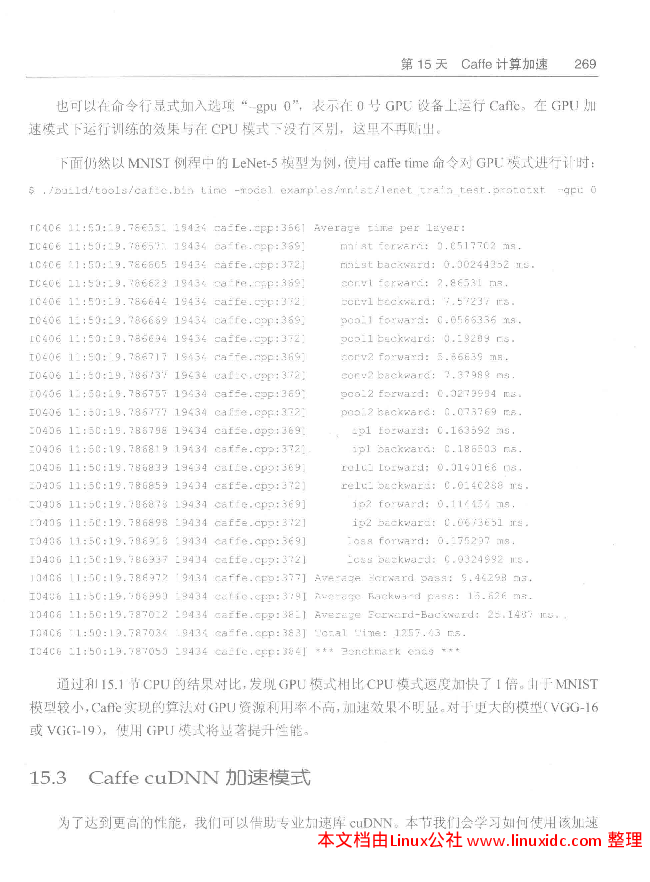 第 15 天 Caffe 计算加速 269
也可以在命令行显式加入选项“--gpu 0”，表示在 0 号 GPU 设备上运行 Caffe。在 GPU 加
速模式下运行训练的效果与在 CPU 模式下没有区别，这里不再贴出。
下面仍然以 MNIST 例程中的 LeNet-5 模型为例，使用 caffe time 命令对 GPU 模式进行计时：
$ ./build/tools/caffe.bin time -model examples/mnist/lenet_train_test.prototxt -gpu 0
I0406 11:50:19.786551 19434 caffe.cpp:366] Average time per layer:
I0406 11:50:19.786571 19434 caffe.cpp:369] mnist forward: 0.0517702 ms.
I0406 11:50:19.786605 19434 caffe.cpp:372] mnist backward: 0.00244352 ms.
I0406 11:50:19.786623 19434 caffe.cpp:369] conv1 forward: 2.86531 ms.
I0406 11:50:19.786644 19434 caffe.cpp:372] conv1 backward: 7.57237 ms.
I0406 11:50:19.786669 19434 caffe.cpp:369] pool1 forward: 0.0566336 ms.
I0406 11:50:19.786694 19434 caffe.cpp:372] pool1 backward: 0.19289 ms.
I0406 11:50:19.786717 19434 caffe.cpp:369] conv2 forward: 5.66639 ms.
I0406 11:50:19.786737 19434 caffe.cpp:372] conv2 backward: 7.37989 ms.
I0406 11:50:19.786757 19434 caffe.cpp:369] pool2 forward: 0.0279994 ms.
I0406 11:50:19.786777 19434 caffe.cpp:372] pool2 backward: 0.073769 ms.
I0406 11:50:19.786798 19434 caffe.cpp:369] ip1 forward: 0.163592 ms.
I0406 11:50:19.786819 19434 caffe.cpp:372] ip1 backward: 0.186503 ms.
I0406 11:50:19.786839 19434 caffe.cpp:369] relu1 forward: 0.0140166 ms.
I0406 11:50:19.786859 19434 caffe.cpp:372] relu1 backward: 0.0140288 ms.
I0406 11:50:19.786878 19434 caffe.cpp:369] ip2 forward: 0.114454 ms.
I0406 11:50:19.786898 19434 caffe.cpp:372] ip2 backward: 0.0673651 ms.
I0406 11:50:19.786918 19434 caffe.cpp:369] loss forward: 0.175297 ms.
I0406 11:50:19.786937 19434 caffe.cpp:372] loss backward: 0.0324992 ms.
I0406 11:50:19.786972 19434 caffe.cpp:377] Average Forward pass: 9.44298 ms.
I0406 11:50:19.786990 19434 caffe.cpp:379] Average Backward pass: 15.626 ms.
I0406 11:50:19.787012 19434 caffe.cpp:381] Average Forward-Backward: 25.1487 ms.
I0406 11:50:19.787034 19434 caffe.cpp:383] Total Time: 1257.43 ms.
I0406 11:50:19.787050 19434 caffe.cpp:384] *** Benchmark ends ***
通过和 15.1 节 CPU 的结果对比，发现 GPU 模式相比 CPU 模式速度加快了 1 倍。由于 MNIST
模型较小，Caffe 实现的算法对 GPU 资源利用率不高，加速效果不明显。对于更大的模型（VGG-16
或 VGG-19），使用 GPU 模式将显著提升性能。
15.3 Caffe cuDNN 加速模式
为了达到更高的性能，我们可以借助专业加速库 cuDNN。本节我们会学习如何使用该加速
本文档由Linux公社 www.linuxidc.com 整理